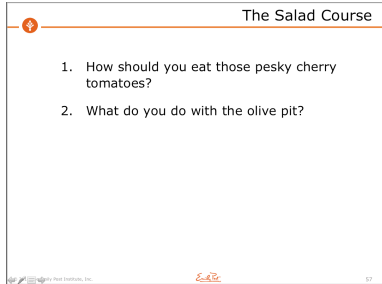 The Salad Course
1. How should you eat those pesky cherry
tomatoes?
2. What do you do with the olive pit?
Post Institute, Inc.
57